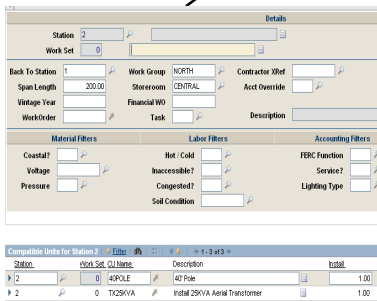 Details
Station 2
Work Set 0
Back To Station 1 Work Group NORTH Contractor XRef
Span Length 200.00 Storeroom CENTRAL Acct Override
Vintage Year Financial WO
WorkOrder Task Description
Material Filters Labor Filters Accounting Filters
Coastal? Hot / Cold FERC Function
Voltage Inaccessible? Service?
Pressure Congested? Lighting Type
Soil Condition
Compatible Units for Station 2 Filter 1 - 3 of 3
Station Work Set CU Name Description Install
2 0 40POLE 40' Pole 1.00
2 0 TX25KVA Install 25KVA Aerial Transformer 1.00